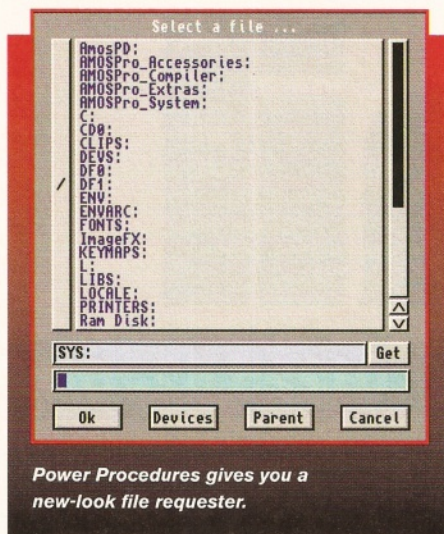 Select a file ...
AmosPD:
AMOSPro_Accessories:
AMOSPro_Compiler:
AMOSPro_Extras:
AMOSPro_System:
C:
CD0:
CLIPS:
DEVS:
DF0:
DF1:
ENV:
ENVARC:
FONTS:
ImageFX:
KEYMAPS:
L:
LIBS:
LOCALE:
PRINTERS:
Ram Disk:
/
SYS:
Get
Ok
Devices
Parent
Cancel
Power Procedures gives you a
new-look file requester.